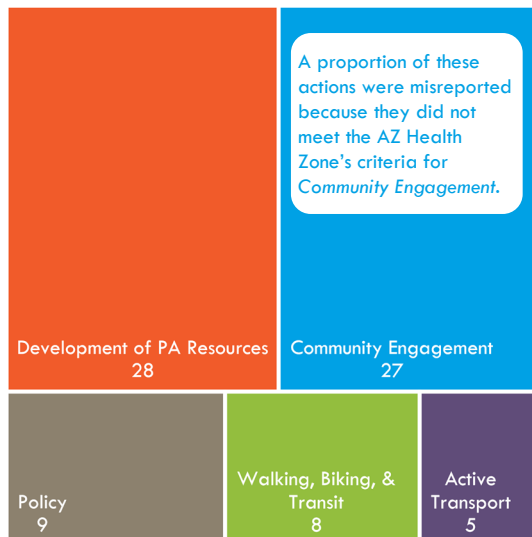 A proportion of these
actions were misreported
because they did not
meet the AZ Health
Zone's criteria for
Community Engagement.
Development of PA Resources
28
Community Engagement
27
Policy
9
Walking, Biking, &
Transit
8
Active
Transport
5